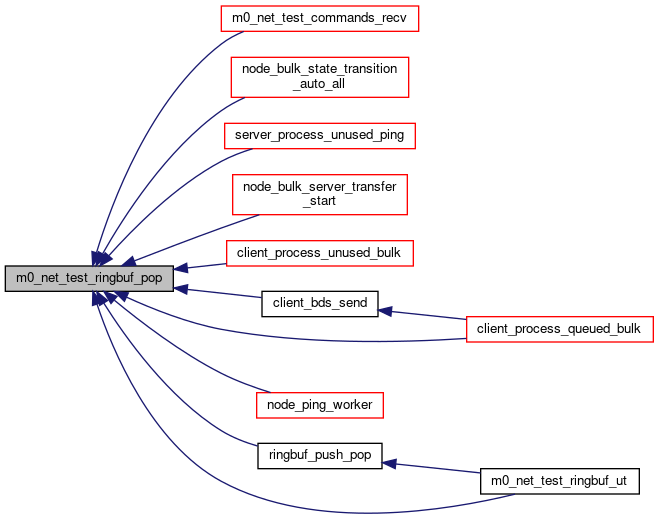 m0_net_test_commands_recv
node_bulk_state_transition
_auto_all
server_process_unused_ping
node_bulk_server_transfer
_start
client_process_unused_bulk
m0_net_test_ringbuf_pop
client_bds_send
client_process_queued_bulk
node_ping_worker
ringbuf_push_pop
m0_net_test_ringbuf_ut